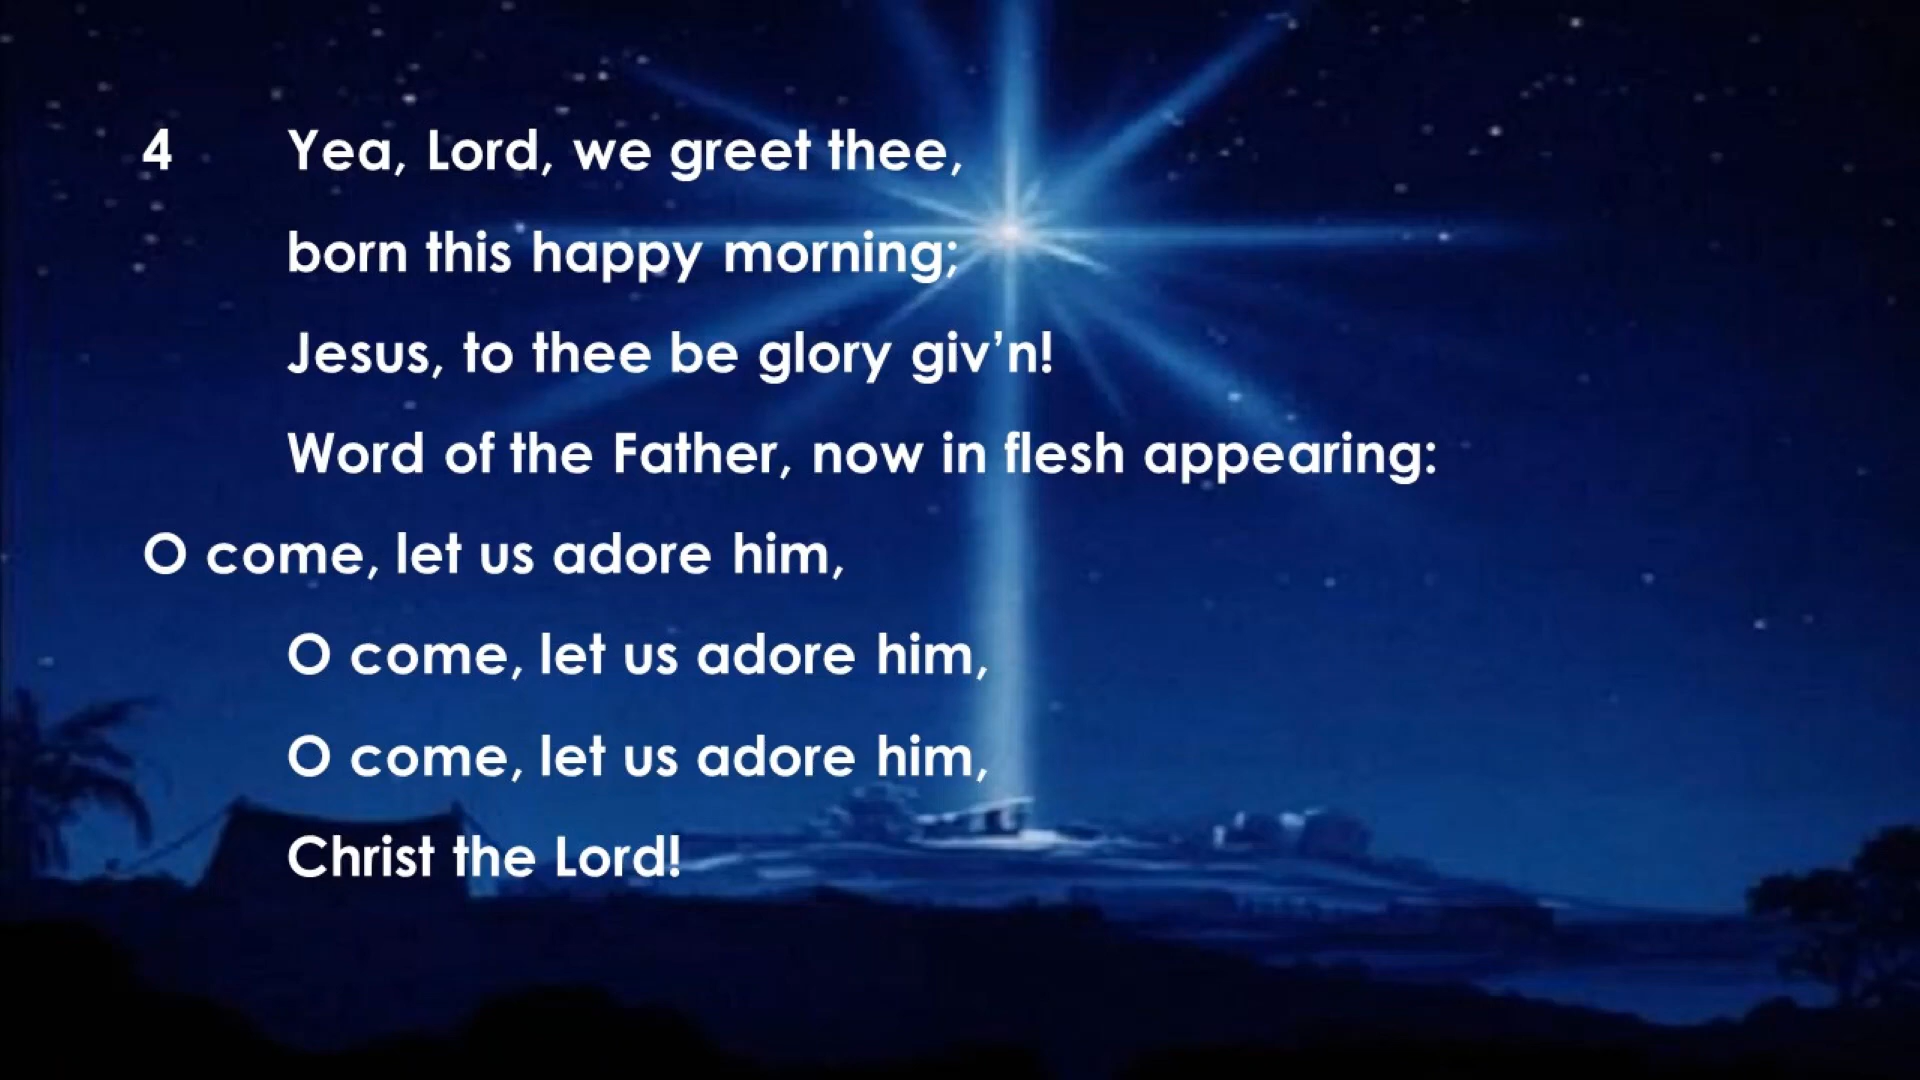 4 Yea, Lord, we greet thee,
born this happy morning;
Jesus, to thee be glory giv’n!
Word of the Father, now in flesh appearing:
O come, let us adore him,
O come, let us adore him,
O come, let us adore him,
Christ the Lord!